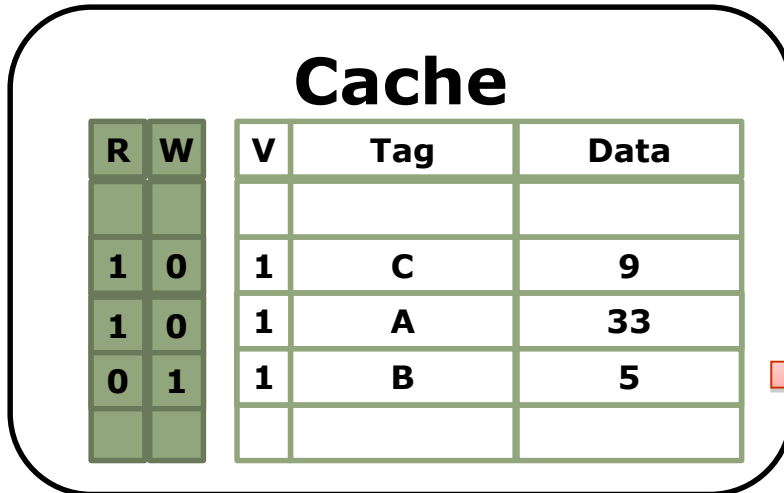 Cache
R W V Tag Data
1 0 1 C 9
1 0 1 A 33
0 1 1 B 5